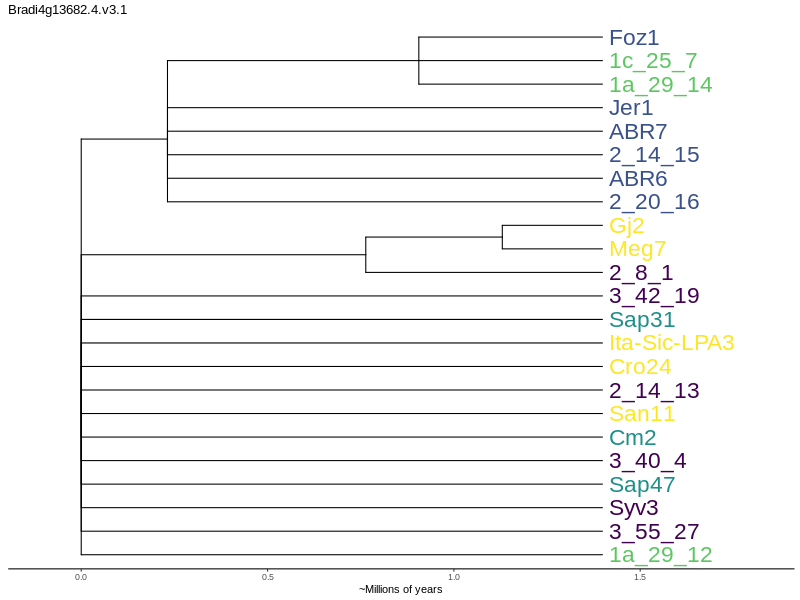 Bradi4g13682.4.v3.1
Foz1
1c_25_7
1a_29_14
Jer1
ABR7
2_14_15
ABR6
2_20_16
Gj2
Meg7
2_8_1
3_42_19
Sap31
Ita-Sic-LPA3
Cro24
2_14_13
San11
Cm2
3_40_4
Sap47
Syv3
3_55_27
1a_29_12
0.0 0.5 1.0 1.5
~Millions of years